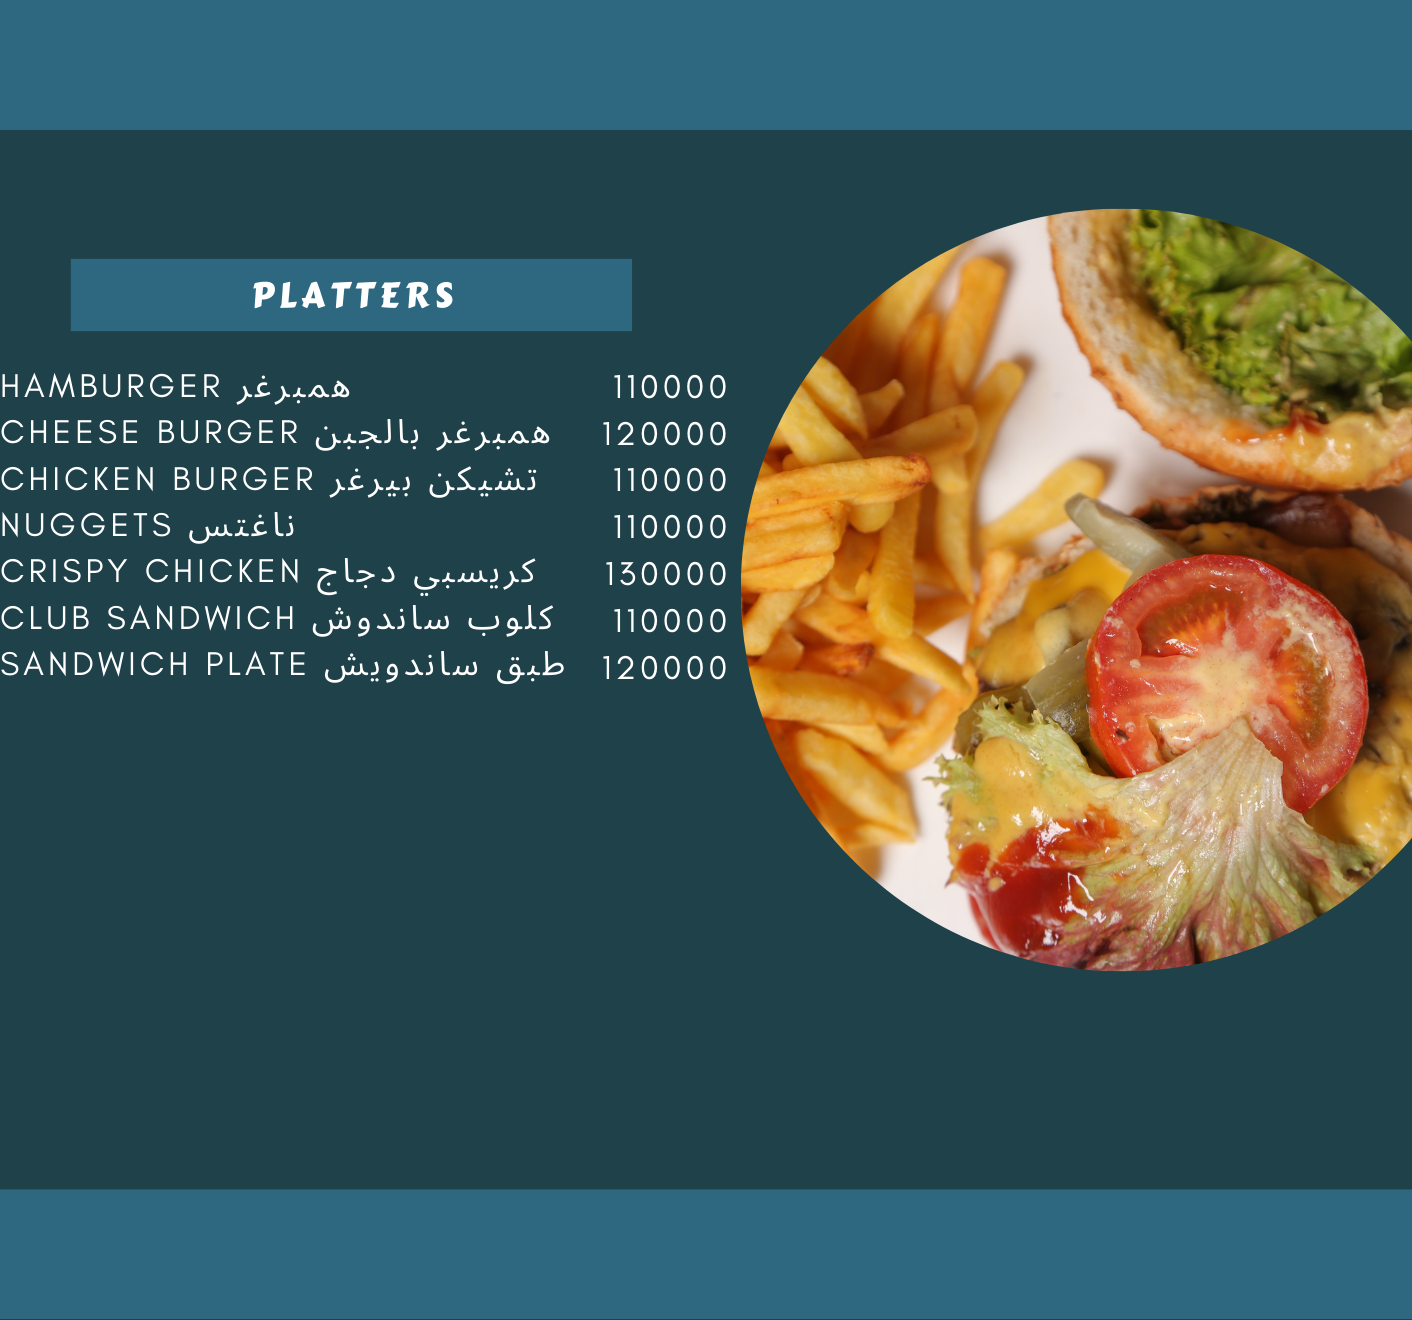 PLATTERS
HAMBURGER همبرغر 110000
CHEESE BURGER همبرغر بالجبن 120000
CHICKEN BURGER تشيكن بيرغر 110000
NUGGETS ناغتس 110000
CRISPY CHICKEN كريسبي دجاج 130000
CLUB SANDWICH كلوب ساندوش 110000
SANDWICH PLATE طبق ساندويش 120000